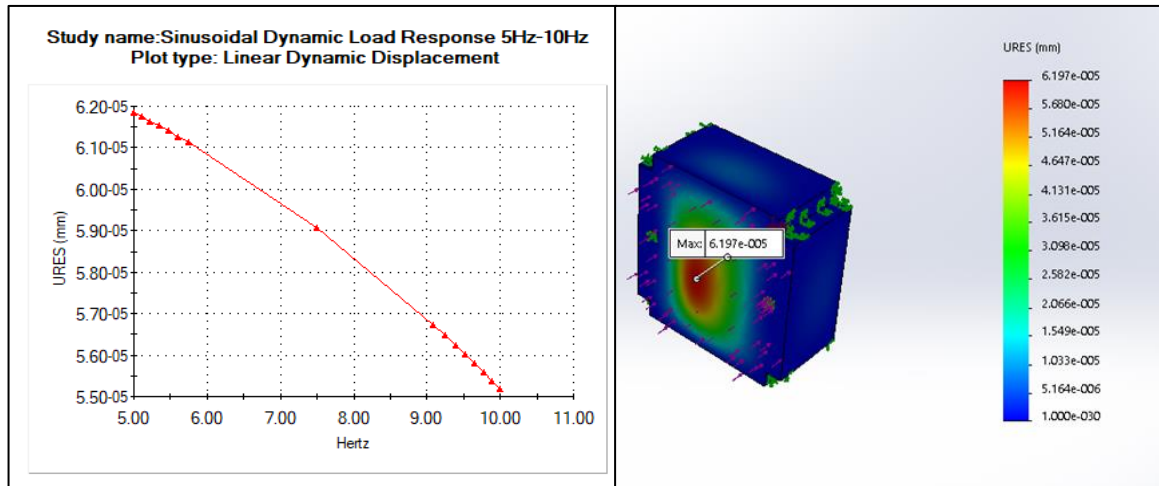 Study name:Sinusoidal Dynamic Load Response 5Hz-10Hz
Plot type: Linear Dynamic Displacement
6.20-05
6.10-05
6.00-05
5.90-05
5.80-05
5.70-05
5.60-05
5.50-05
URES (mm)
5.00 6.00 7.00 8.00 9.00 10.00 11.00
Hertz
Max: 6.197e-005
URES (mm)
6.197e-005
5.680e-005
5.164e-005
4.647e-005
4.131e-005
3.615e-005
3.098e-005
2.582e-005
2.066e-005
1.549e-005
1.033e-005
5.164e-006
1.000e-030